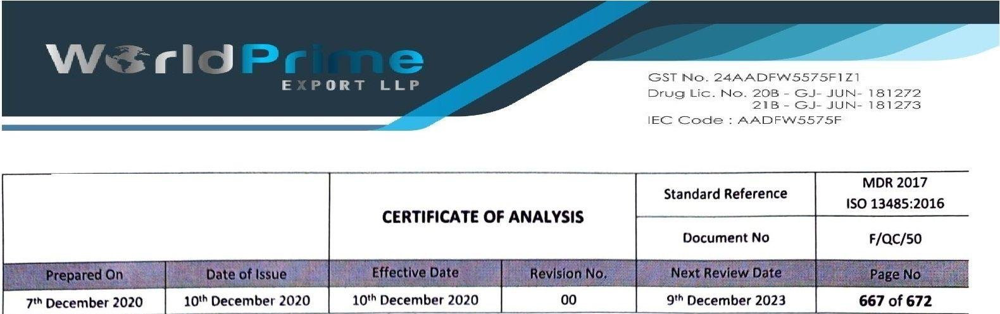 WorldPrime
EXPORT LLP
GST No. 24AADFW5575F1Z1
Drug Lic. No. 20B - GJ- JUN- 181272
21B - GJ- JUN- 181273
IEC Code : AADFW5575F
CERTIFICATE OF ANALYSIS
Standard Reference
MDR 2017
ISO 13485:2016
Document No
F/QC/50
Prepared On
Date of Issue
Effective Date
Revision No.
Next Review Date
Page No
7th December 2020
10th December 2020
10th December 2020
00
9th December 2023
667 of 672